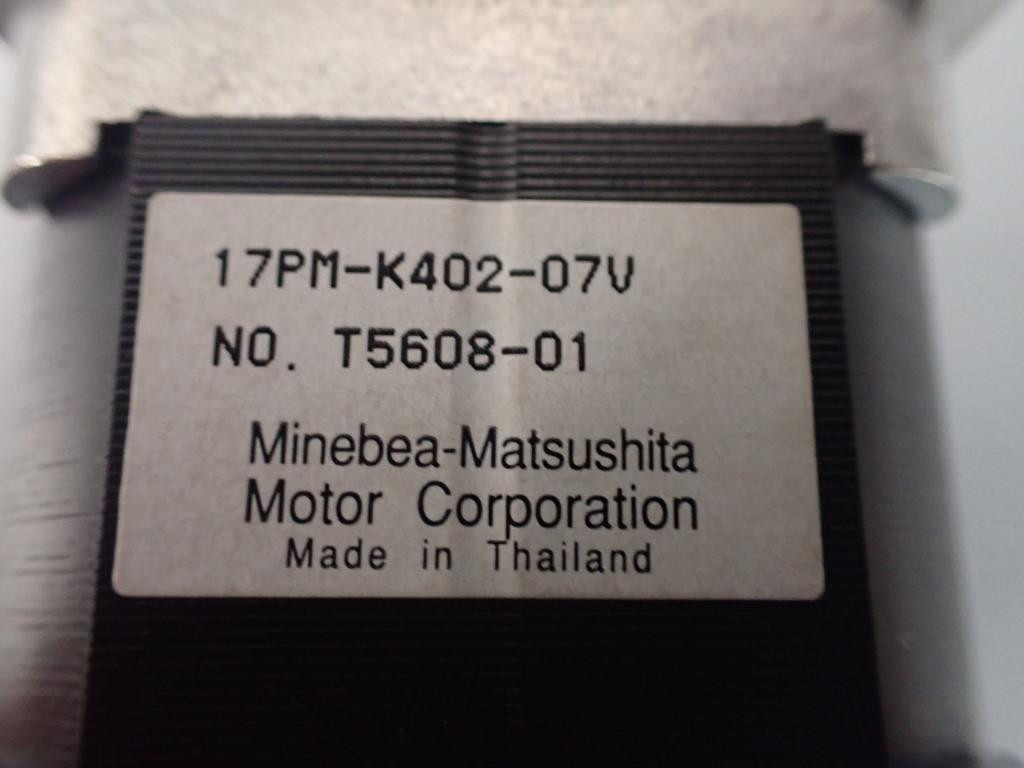 17PM-K402-07V
NO. T5608-01
Minebea-Matsushita
Motor Corporation
Made in Thailand